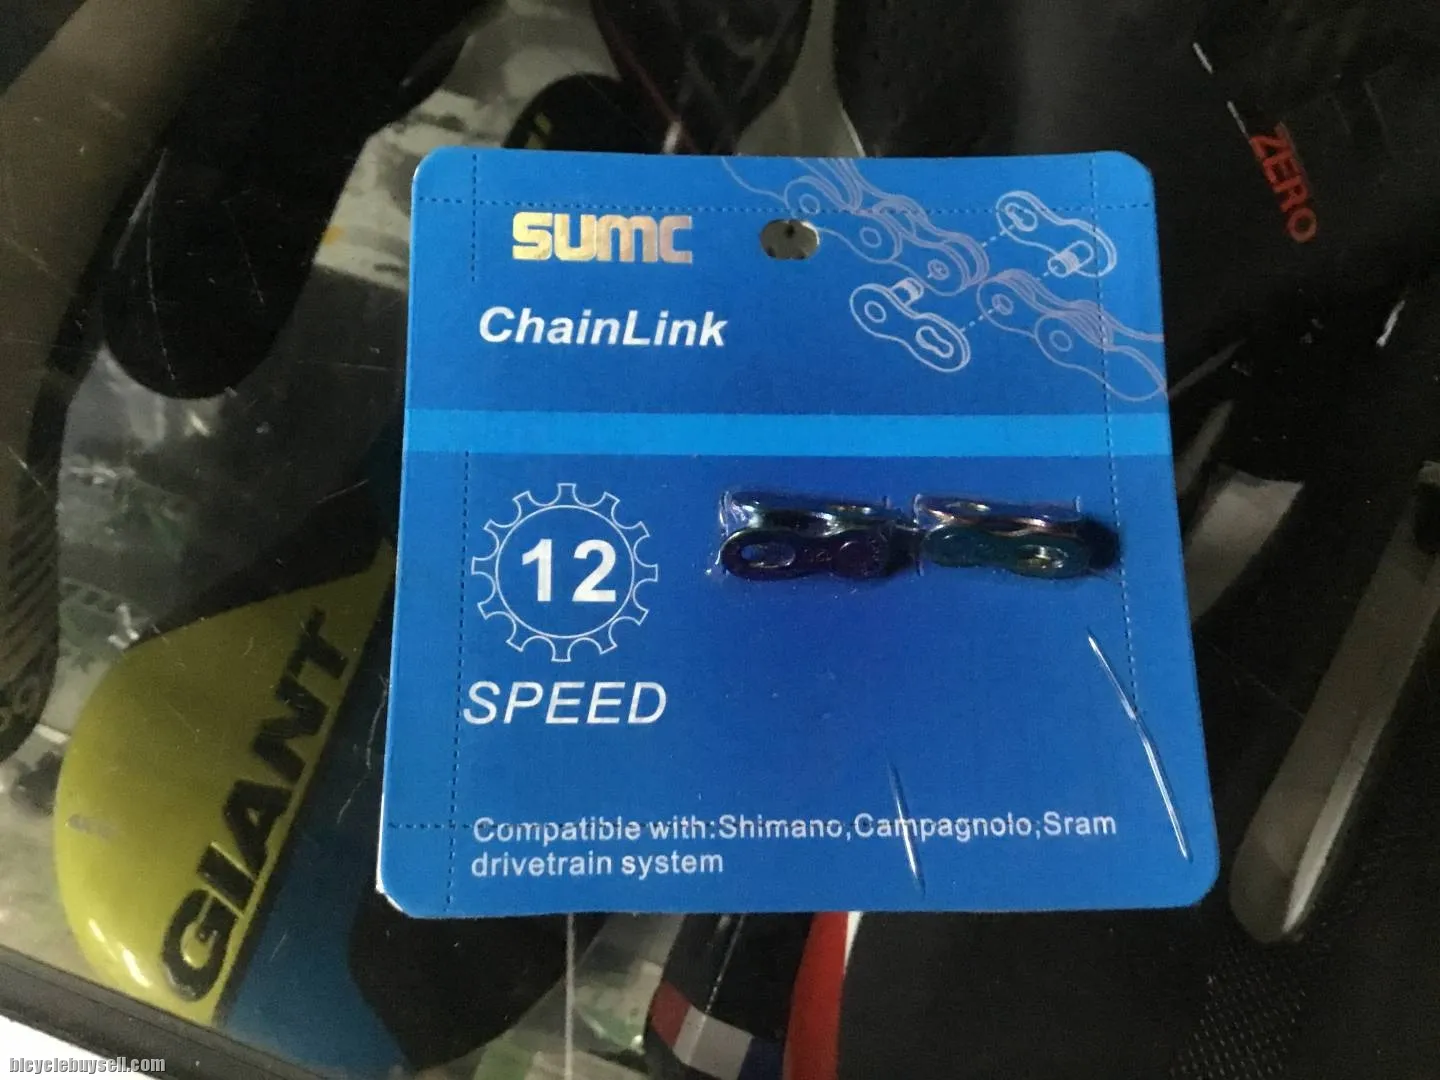 SUMC
ChainLink
12
SPEED
Compatible with:Shimano,Campagnolo,Sram
drivetrain system
GIANT
ZERO
bicyclebuysell.com